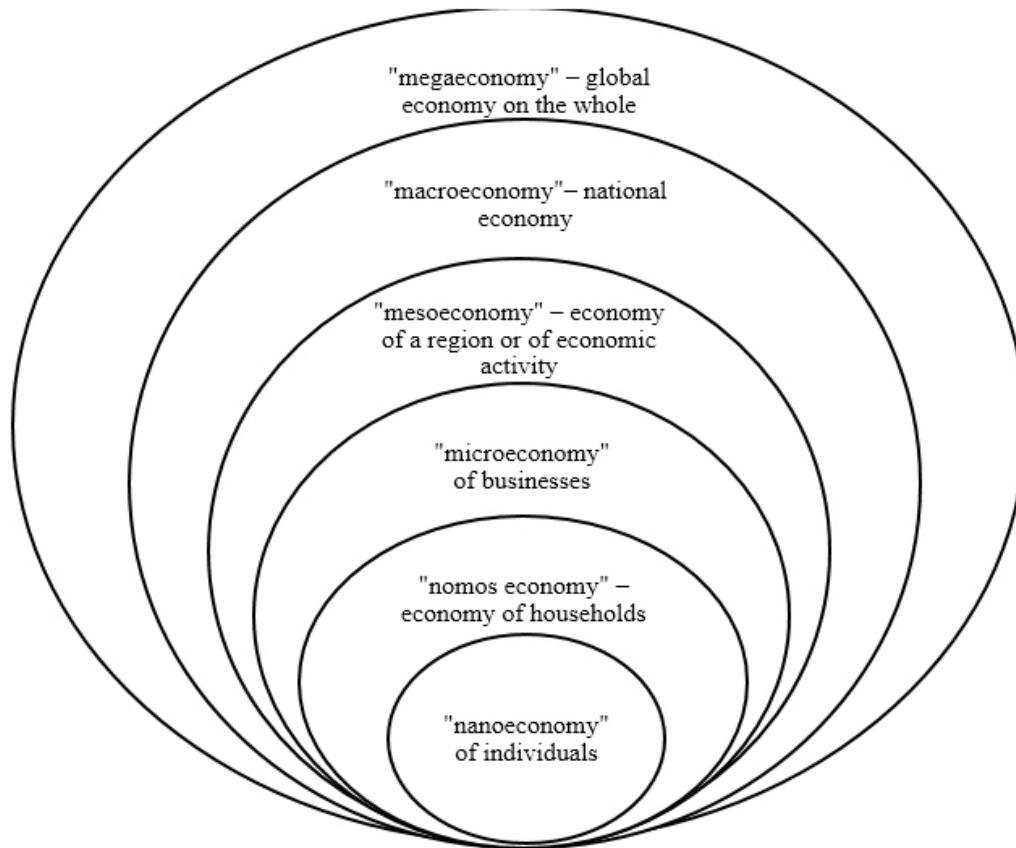 "megaeconomy" – global
economy on the whole
"macroeconomy"– national
economy
"mesoeconomy" – economy
of a region or of economic
activity
"microeconomy"
of businesses
"nomos economy" –
economy of households
"nanoeconomy"
of individuals